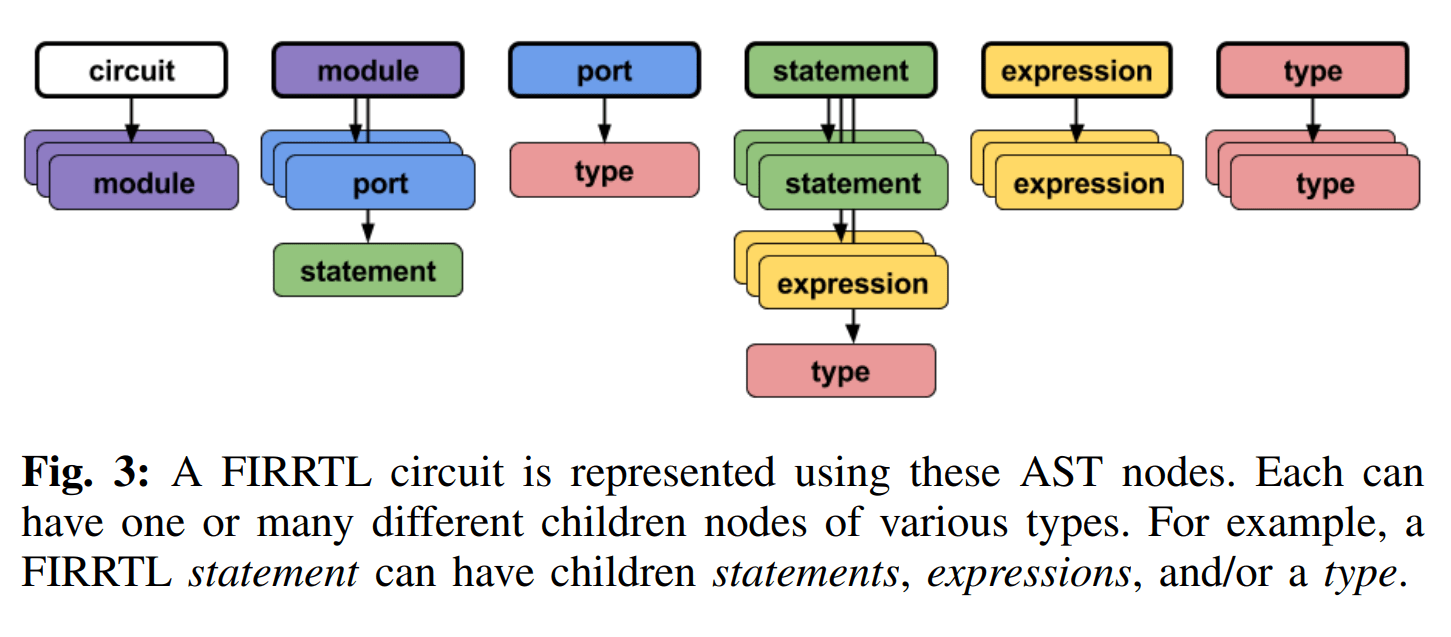 circuit module port statement expression type
module port type statement expression type
statement expression
type
Fig. 3: A FIRRTL circuit is represented using these AST nodes. Each can
have one or many different children nodes of various types. For example, a
FIRRTL statement can have children statements, expressions, and/or a type.